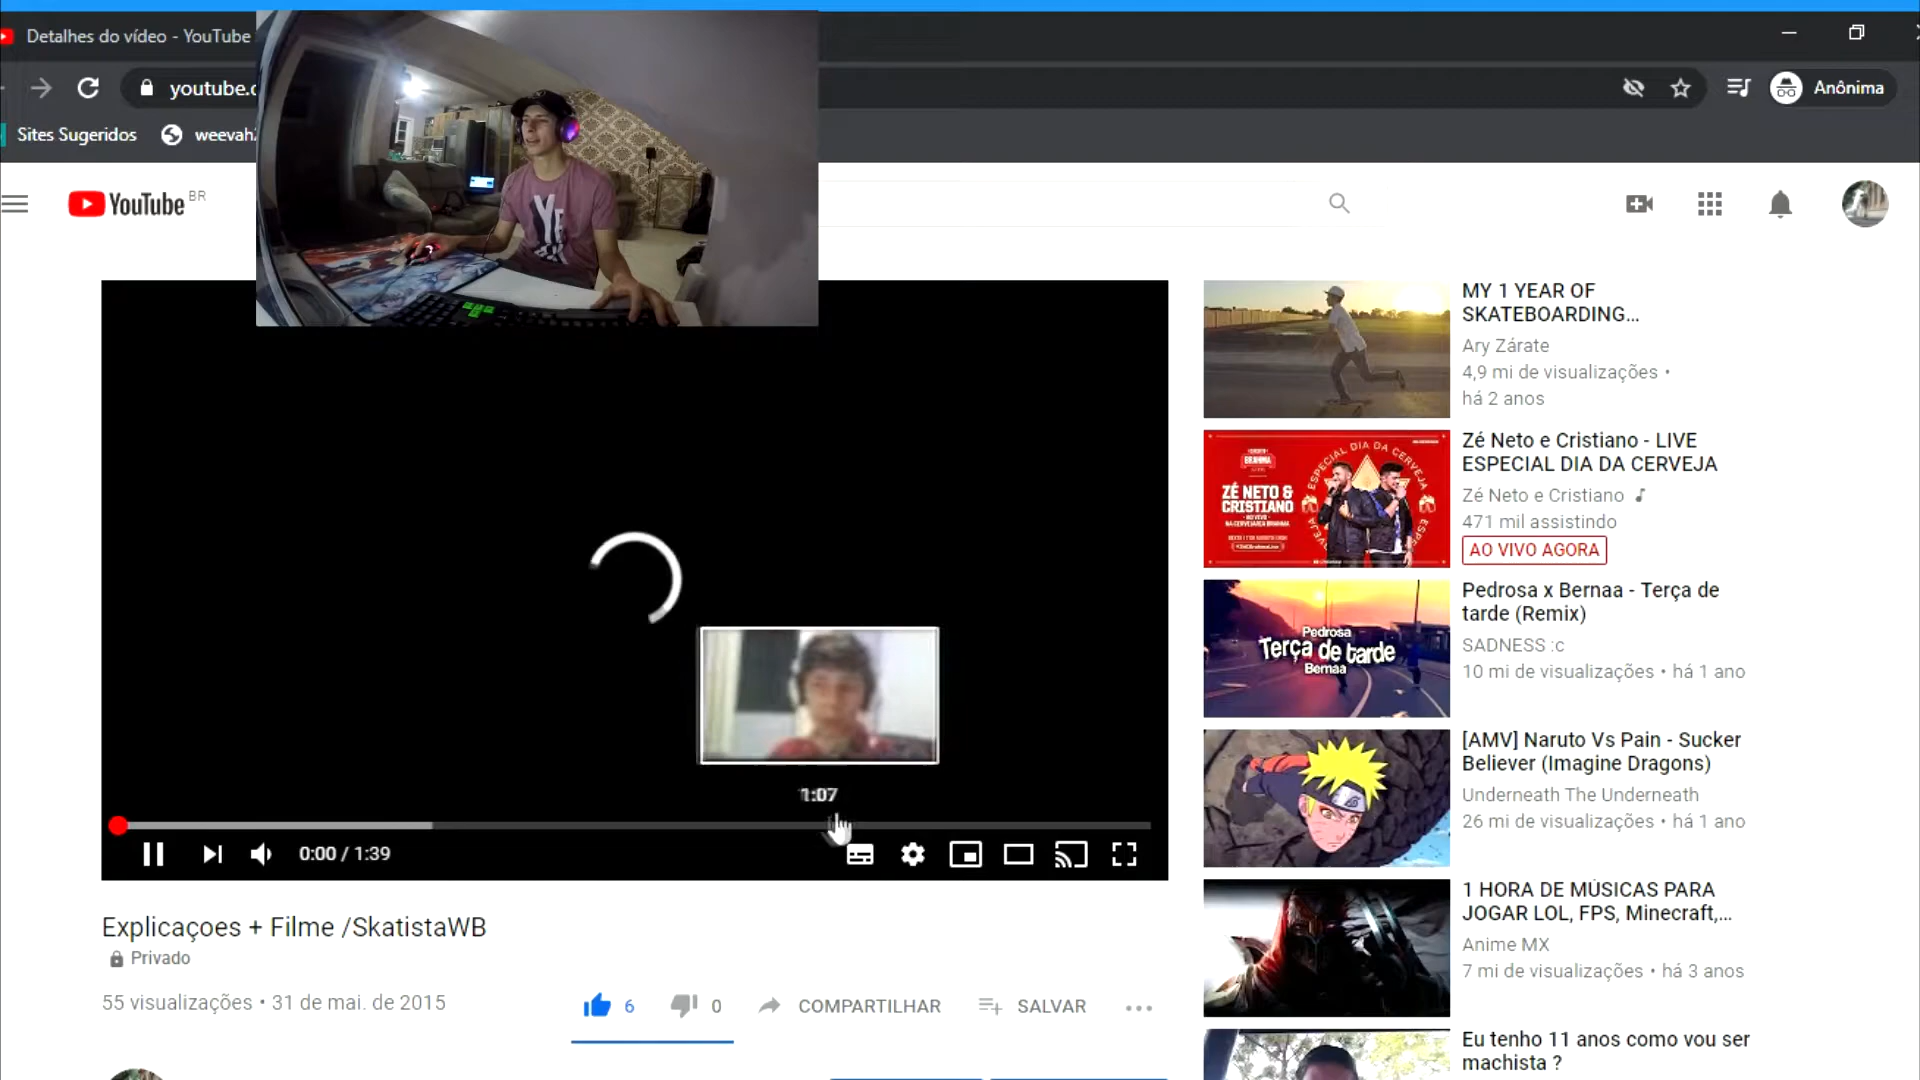 Detalhes do vídeo - YouTube
youtube.c
Anônima
Sites Sugeridos
weevah
YouTube BR
YE
MY 1 YEAR OF
SKATEBOARDING...
Ary Zárate
4,9 mi de visualizações •
há 2 anos
ESPECIAL DIA DA CERVEJA
BRAHMA
ZÉ NETO &
CRISTIANO
Zé Neto e Cristiano - LIVE
ESPECIAL DIA DA CERVEJA
Zé Neto e Cristiano
471 mil assistindo
AO VIVO AGORA
Pedrosa
Terça de tarde
Bernaa
Pedrosa x Bernaa - Terça de
tarde (Remix)
SADNESS :c
10 mi de visualizações • há 1 ano
[AMV] Naruto Vs Pain - Sucker
Believer (Imagine Dragons)
Underneath The Underneath
26 mi de visualizações • há 1 ano
1:07
0:00 / 1:39
1 HORA DE MÚSICAS PARA
JOGAR LOL, FPS, Minecraft,...
Anime MX
7 mi de visualizações • há 3 anos
Explicaçoes + Filme /SkatistaWB
Privado
55 visualizações • 31 de mai. de 2015
6
0
COMPARTILHAR
SALVAR
Eu tenho 11 anos como vou ser
machista ?